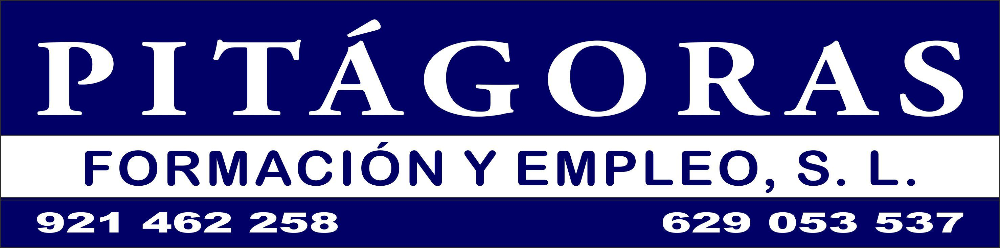 PITÁGORAS
FORMACIÓN Y EMPLEO, S. L.
921 462 258 629 053 537